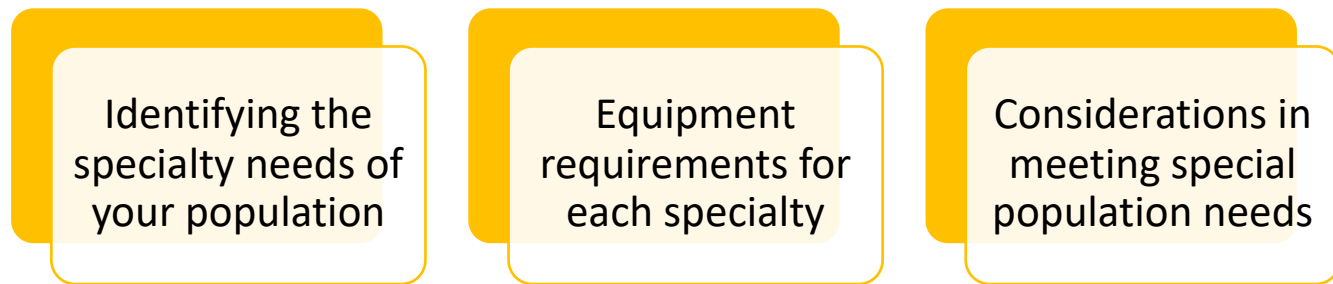 Identifying the
specialty needs of
your population
Equipment
requirements for
each specialty
Considerations in
meeting special
population needs